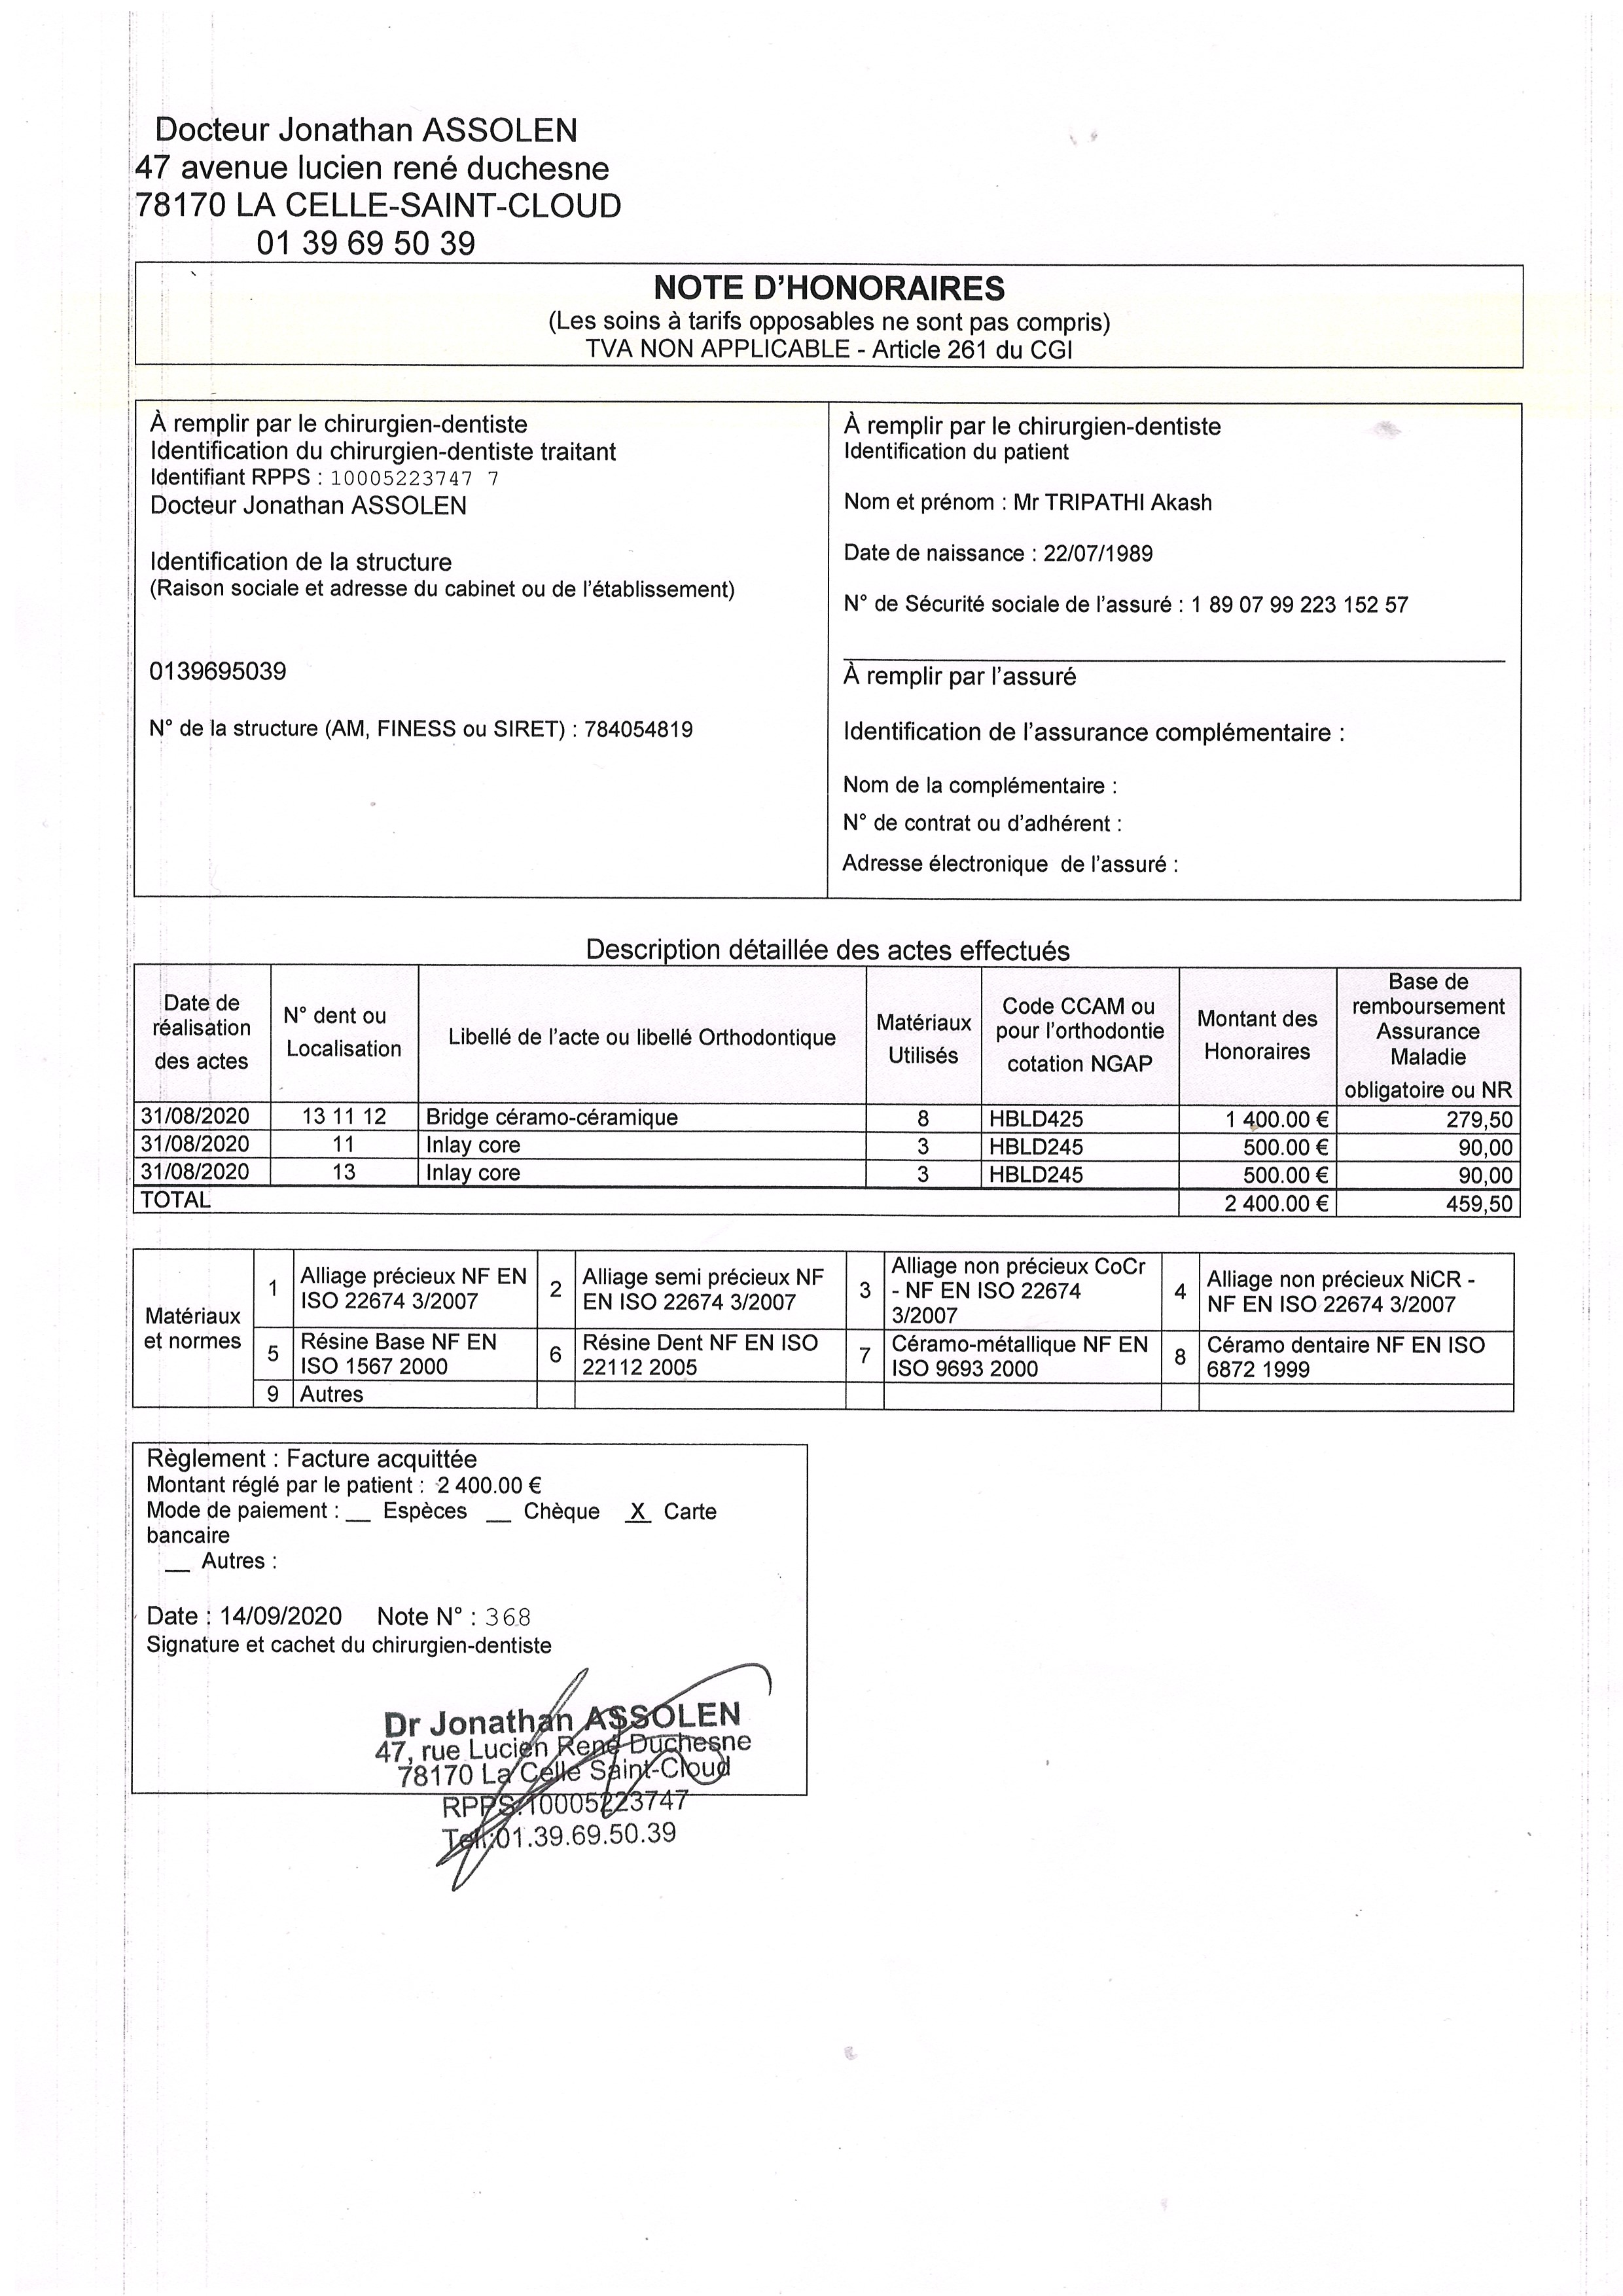 Docteur Jonathan ASSOLEN
47 avenue lucien rené duchesne
78170 LA CELLE-SAINT-CLOUD
01 39 69 50 39
NOTE D'HONORAIRES
(Les soins à tarifs opposables ne sont pas compris)
TVA NON APPLICABLE - Article 261 du CGI
À remplir par le chirurgien-dentiste
Identification du chirurgien-dentiste traitant
Identifiant RPPS : 10005223747 7
Docteur Jonathan ASSOLEN
Identification de la structure
(Raison sociale et adresse du cabinet ou de l'établissement)
0139695039
N° de la structure (AM, FINESS ou SIRET) : 784054819
À remplir par le chirurgien-dentiste
Identification du patient
Nom et prénom : Mr TRIPATHI Akash
Date de naissance : 22/07/1989
N° de Sécurité sociale de l'assuré : 1 89 07 99 223 152 57
À remplir par l'assuré
Identification de l'assurance complémentaire :
Nom de la complémentaire :
N° de contrat ou d'adhérent :
Adresse électronique de l'assuré :
Description détaillée des actes effectués
Date de réalisation des actes | N° dent ou Localisation | Libellé de l'acte ou libellé Orthodontique | Matériaux Utilisés | Code CCAM ou pour l'orthodontie cotation NGAP | Montant des Honoraires | Base de remboursement Assurance Maladie obligatoire ou NR
31/08/2020 | 13 11 12 | Bridge céramo-céramique | 8 | HBLD425 | 1 400.00 € | 279,50
31/08/2020 | 11 | Inlay core | 3 | HBLD245 | 500.00 € | 90,00
31/08/2020 | 13 | Inlay core | 3 | HBLD245 | 500.00 € | 90,00
TOTAL | 2 400.00 € | 459,50
Matériaux et normes
1 | Alliage précieux NF EN ISO 22674 3/2007 | 2 | Alliage semi précieux NF EN ISO 22674 3/2007 | 3 | Alliage non précieux CoCr - NF EN ISO 22674 3/2007 | 4 | Alliage non précieux NiCR - NF EN ISO 22674 3/2007
5 | Résine Base NF EN ISO 1567 2000 | 6 | Résine Dent NF EN ISO 22112 2005 | 7 | Céramo-métallique NF EN ISO 9693 2000 | 8 | Céramo dentaire NF EN ISO 6872 1999
9 | Autres
Règlement : Facture acquittée
Montant réglé par le patient : 2 400.00 €
Mode de paiement : __ Espèces __ Chèque X Carte
bancaire
__ Autres :
Date : 14/09/2020 Note N° : 368
Signature et cachet du chirurgien-dentiste
Dr Jonathan ASSOLEN
47, rue Lucien René Duchesne
78170 La Celle Saint-Cloud
RPPS:10005223747
Tel.:01.39.69.50.39